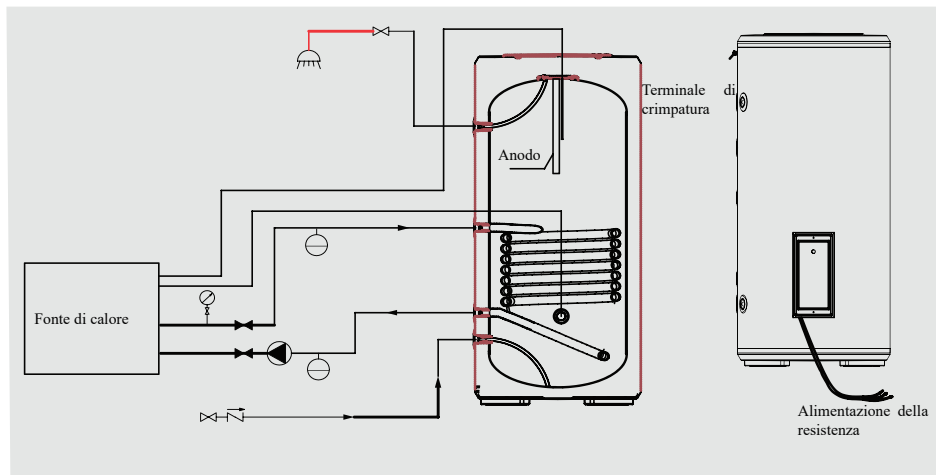 Terminale di
crimpatura
Anodo
Fonte di calore
Alimentazione della
resistenza